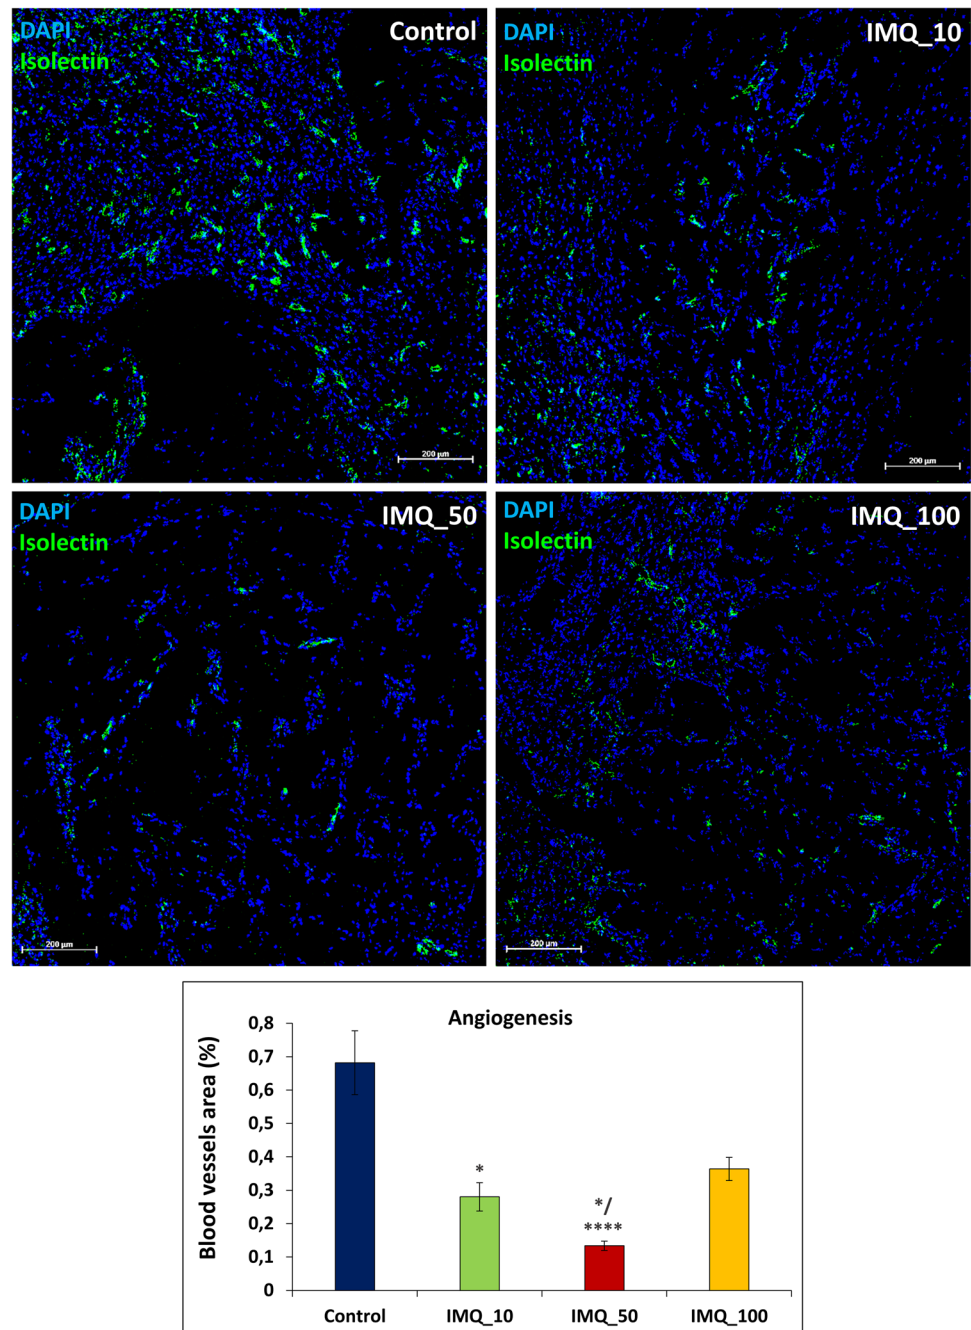 DAPI
Isolectin
Control
200 µm
DAPI
Isolectin
IMQ_10
200 µm
DAPI
Isolectin
IMQ_50
200 µm
DAPI
Isolectin
IMQ_100
200 µm
Angiogenesis
Blood vessels area (%)
0,8
0,7
0,6
0,5
0,4
0,3
0,2
0,1
0
*
*/
****
Control
IMQ_10
IMQ_50
IMQ_100